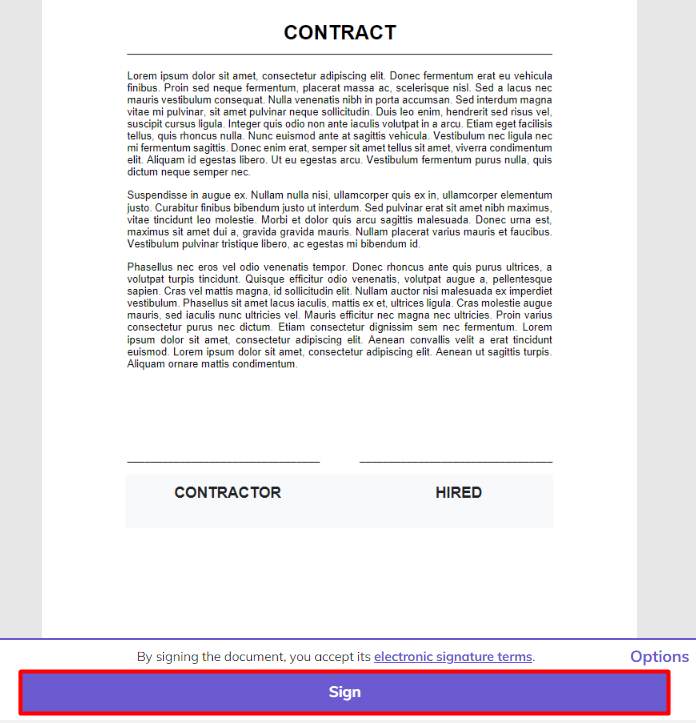 CONTRACT
Lorem ipsum dolor sit amet, consectetur adipiscing elit. Donec fermentum erat eu vehicula
finibus. Proin sed neque fermentum, placerat massa ac, scelerisque nisl. Sed a lacus nec
mauris vestibulum consequat. Nulla venenatis nibh in porta accumsan. Sed interdum magna
vitae mi pulvinar, sit amet pulvinar neque sollicitudin. Duis leo enim, hendrerit sed risus vel,
suscipit cursus ligula. Integer quis odio non ante iaculis volutpat in a arcu. Etiam eget facilisis
tellus, quis rhoncus nulla. Nunc euismod ante at sagittis vehicula. Vestibulum nec ligula nec
mi fermentum sagittis. Donec enim erat, semper sit amet tellus sit amet, viverra condimentum
elit. Aliquam id egestas libero. Ut eu egestas arcu. Vestibulum fermentum purus nulla, quis
dictum neque semper nec.
Suspendisse in augue ex. Nullam nulla nisi, ullamcorper quis ex in, ullamcorper elementum
justo. Curabitur finibus bibendum justo ut interdum. Sed pulvinar erat sit amet nibh maximus,
vitae tincidunt leo molestie. Morbi et dolor quis arcu sagittis malesuada. Donec urna est,
maximus sit amet dui a, gravida gravida mauris. Nullam placerat varius mauris et faucibus.
Vestibulum pulvinar tristique libero, ac egestas mi bibendum id.
Phasellus nec eros vel odio venenatis tempor. Donec rhoncus ante quis purus ultrices, a
volutpat turpis tincidunt. Quisque efficitur odio venenatis, volutpat augue a, pellentesque
sapien. Cras vel mattis magna, id sollicitudin elit. Nullam auctor nisi malesuada ex imperdiet
vestibulum. Phasellus sit amet lacus iaculis, mattis ex et, ultrices ligula. Cras molestie augue
mauris, sed iaculis nunc ultricies vel. Mauris efficitur nec magna nec ultricies. Proin varius
consectetur purus nec dictum. Etiam consectetur dignissim sem nec fermentum. Lorem
ipsum dolor sit amet, consectetur adipiscing elit. Aenean convallis velit a erat tincidunt
euismod. Lorem ipsum dolor sit amet, consectetur adipiscing elit. Aenean ut sagittis turpis.
Aliquam ornare mattis condimentum.
CONTRACTOR HIRED
By signing the document, you accept its electronic signature terms. Options
Sign